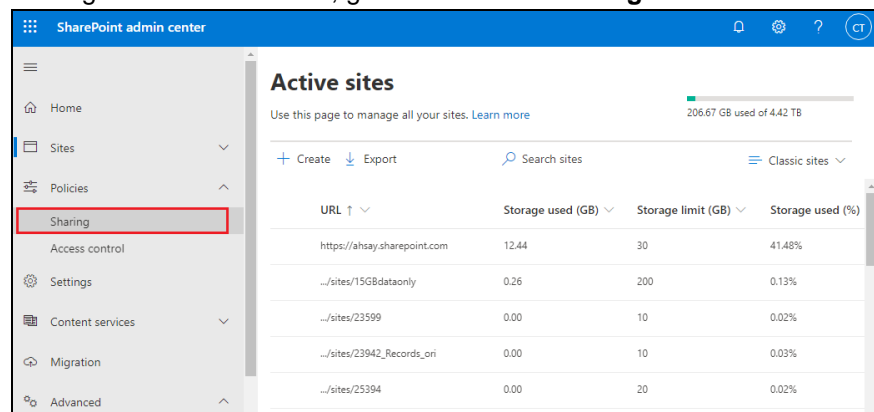 SharePoint admin center
?
CT
Home
Sites
Policies
Sharing
Access control
Settings
Content services
Migration
Advanced
Active sites
Use this page to manage all your sites. Learn more
206.67 GB used of 4.42 TB
Create Export Search sites Classic sites
URL ↑ Storage used (GB) Storage limit (GB) Storage used (%)
https://ahsay.sharepoint.com 12.44 30 41.48%
.../sites/15GBdataonly 0.26 200 0.13%
.../sites/23599 0.00 10 0.02%
.../sites/23942_Records_ori 0.00 10 0.03%
.../sites/25394 0.00 20 0.02%